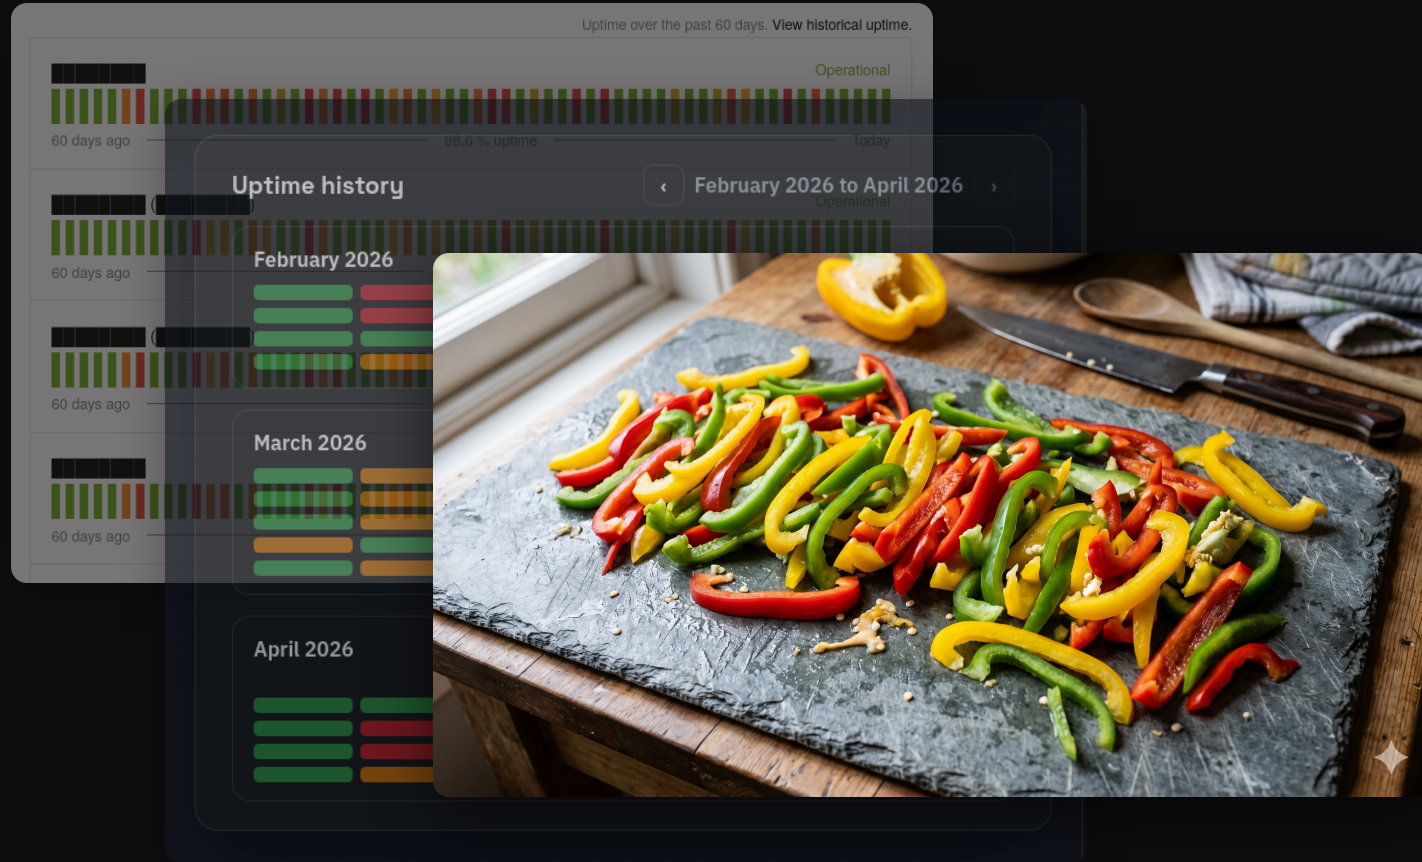 Uptime over the past 60 days. View historical uptime.
Operational
60 days ago
98.6 % uptime
Today
Operational
60 days ago
60 days ago
60 days ago
Uptime history
‹ February 2026 to April 2026 ›
February 2026
March 2026
April 2026